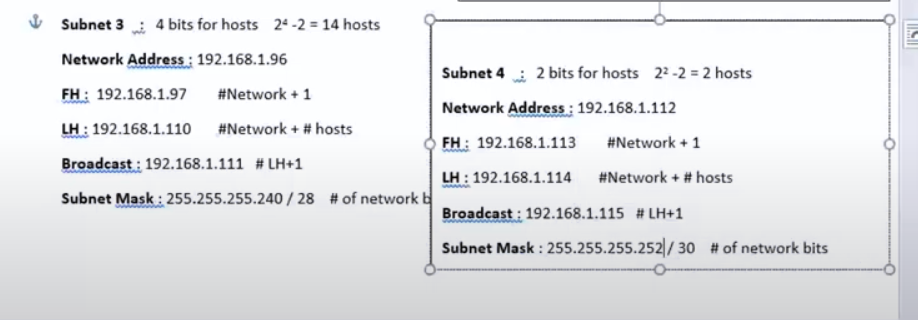 Subnet 3 : 4 bits for hosts 2⁴ -2 = 14 hosts
Network Address : 192.168.1.96
FH : 192.168.1.97 #Network + 1
LH : 192.168.1.110 #Network + # hosts
Broadcast : 192.168.1.111 # LH+1
Subnet Mask : 255.255.255.240 / 28 # of network b
Subnet 4 : 2 bits for hosts 2² -2 = 2 hosts
Network Address : 192.168.1.112
FH : 192.168.1.113 #Network + 1
LH : 192.168.1.114 #Network + # hosts
Broadcast : 192.168.1.115 # LH+1
Subnet Mask : 255.255.255.252 / 30 # of network bits